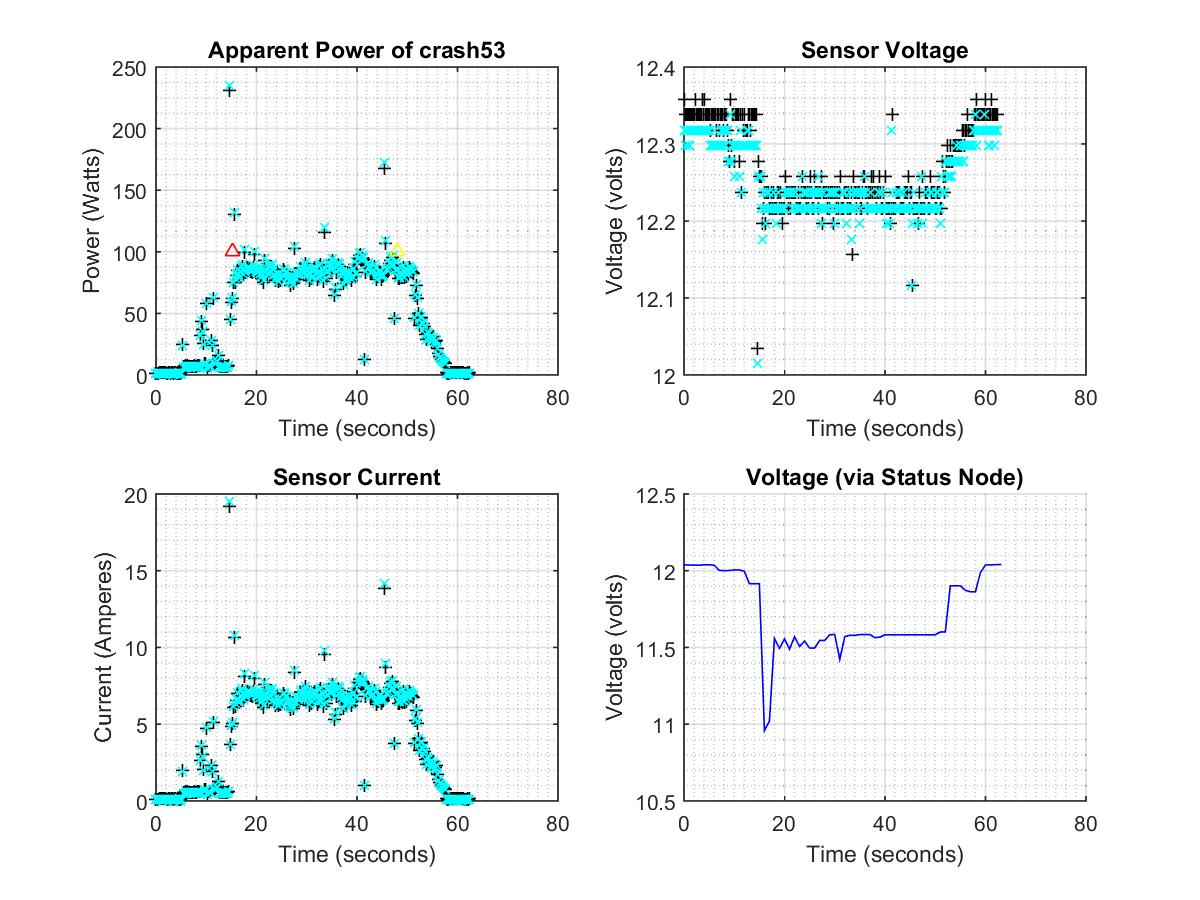 Apparent Power of crash53
250
200
150
100
50
0
Power (Watts)
0 20 40 60 80
Time (seconds)
Sensor Voltage
12.4
12.3
12.2
12.1
12
Voltage (volts)
0 20 40 60 80
Time (seconds)
Sensor Current
20
15
10
5
0
Current (Amperes)
0 20 40 60 80
Time (seconds)
Voltage (via Status Node)
12.5
12
11.5
11
10.5
Voltage (volts)
0 20 40 60 80
Time (seconds)